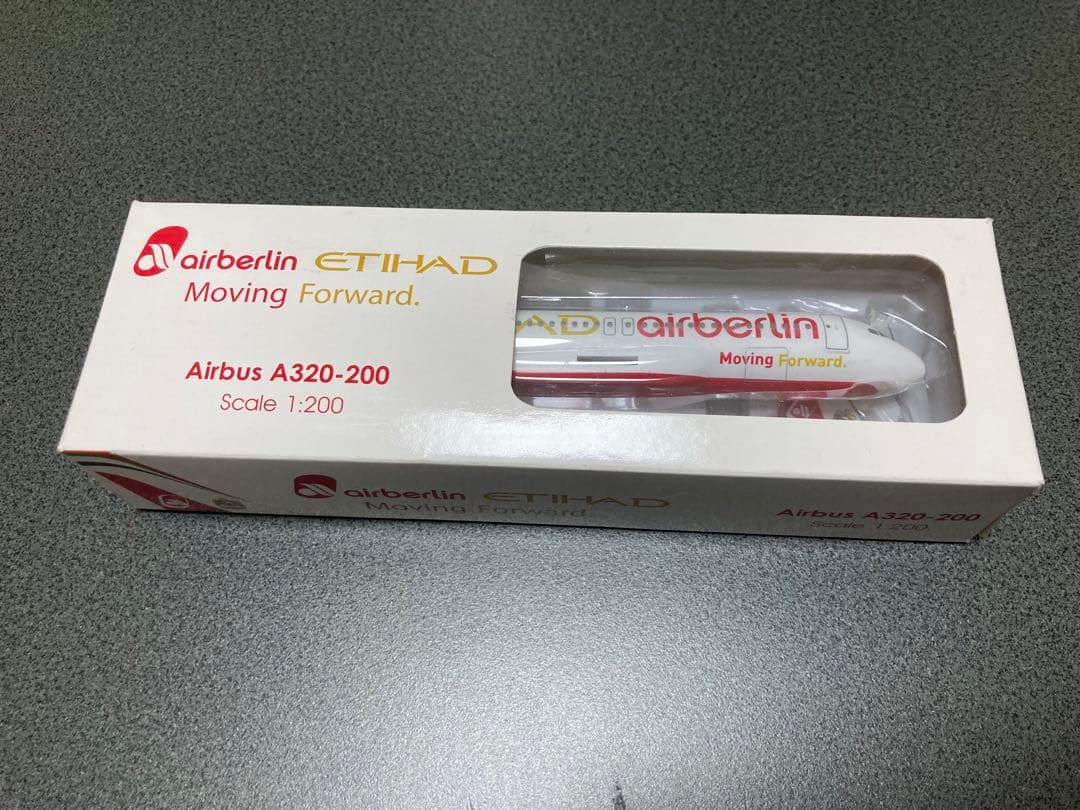 airberlin ETIHAD
Moving Forward.
Airbus A320-200
Scale 1:200
AD airberlin
Moving Forward.
airberlin ETIHAD
Moving Forward
Airbus A320-200
Scale 1:200